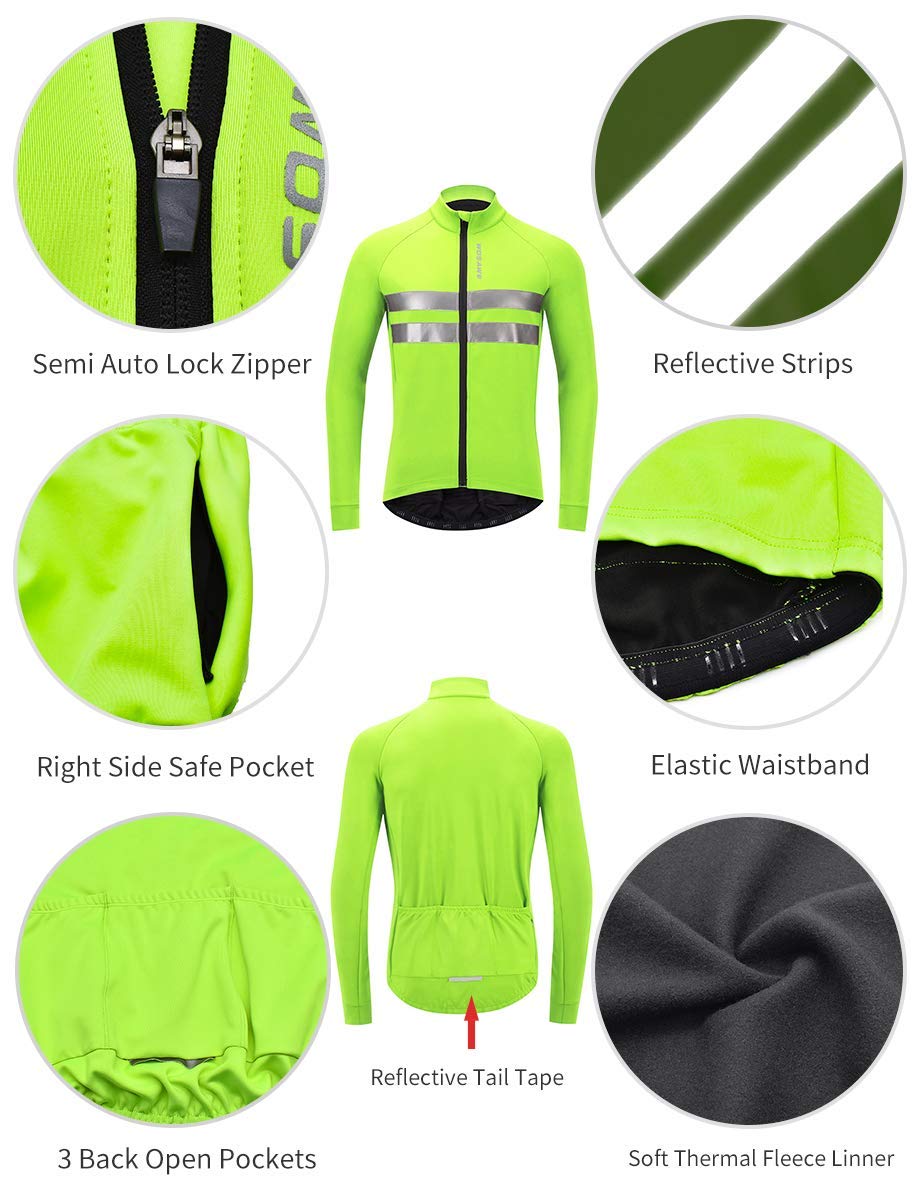 Semi Auto Lock Zipper
Reflective Strips
WOSAWE
Right Side Safe Pocket
Elastic Waistband
Reflective Tail Tape
3 Back Open Pockets
Soft Thermal Fleece Linner